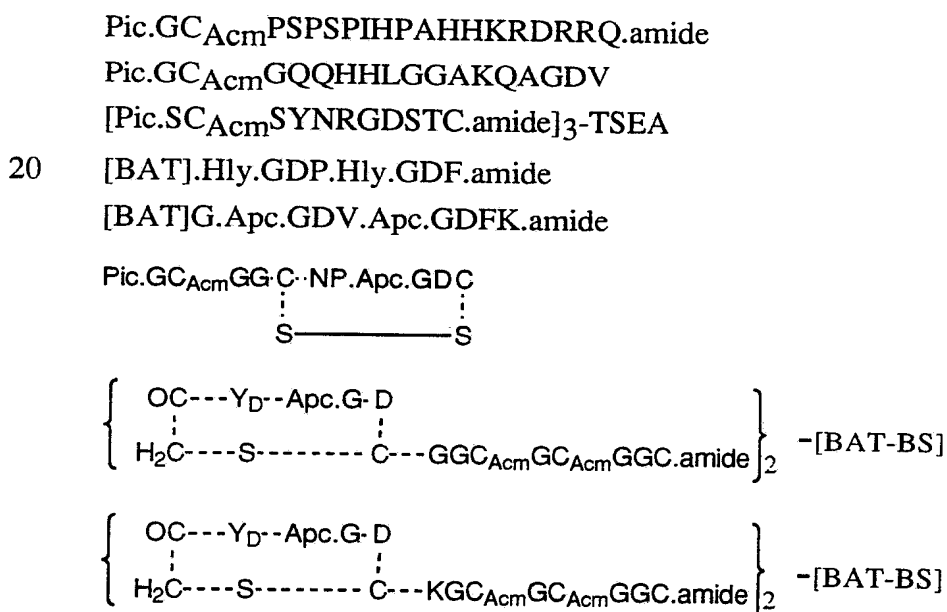 Pic.GCAcmPSPSPIHPAHHKRDRRQ.amide
Pic.GCAcmGQQHHLGGAKQAGDV
[Pic.SCAcmSYNRGDSTC.amide]3-TSEA
20 [BAT].Hly.GDP.Hly.GDF.amide
[BAT]G.Apc.GDV.Apc.GDFK.amide
Pic.GCAcmGG·C··NP.Apc.GDC
S S
OC---YD--Apc.G-D
H2C----S---------C---GGCAcmGCAcmGGC.amide 2 -[BAT-BS]
OC---YD--Apc.G-D
H2C----S--------C---KGCAcmGCAcmGGC.amide 2 -[BAT-BS]